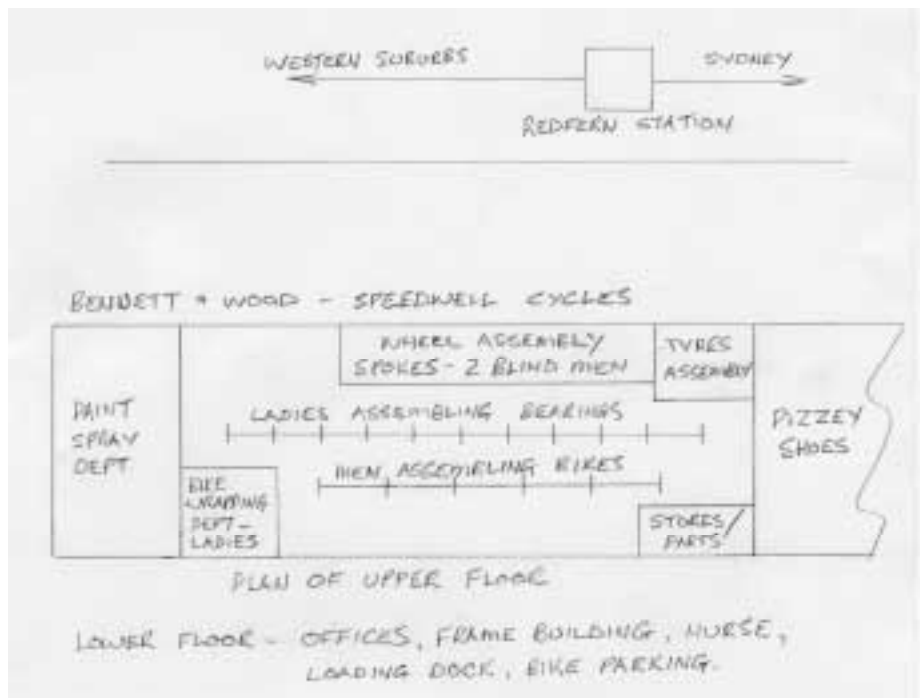 WESTERN SUBURBS
SYDNEY
REDFERN STATION
BENNETT + WOOD - SPEEDWELL CYCLES
WHEEL ASSEMBLY
SPOKES - 2 BLIND MEN
TYRES
ASSEMBLY
PAINT
SPRAY
DEPT
LADIES ASSEMBLING BEARINGS
PIZZEY
SHOES
MEN ASSEMBLING BIKES
BIKE
WRAPPING
DEPT -
LADIES
STORES/
PARTS
PLAN OF UPPER FLOOR
LOWER FLOOR - OFFICES, FRAME BUILDING, NURSE,
LOADING DOCK, BIKE PARKING.